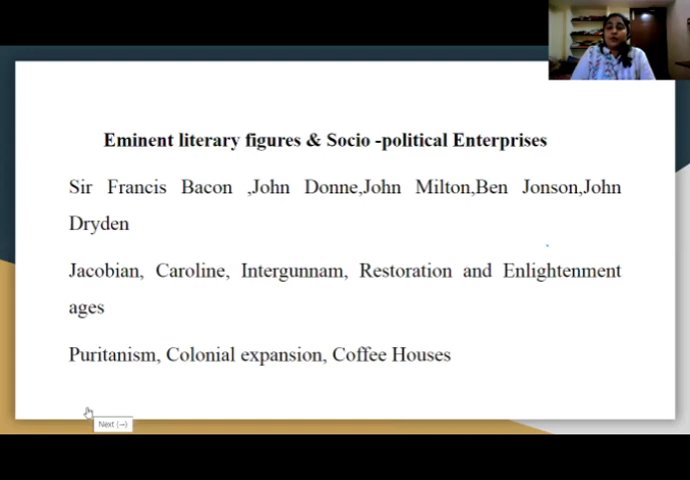 Eminent literary figures & Socio -political Enterprises
Sir Francis Bacon ,John Donne,John Milton,Ben Jonson,John
Dryden
Jacobian, Caroline, Intergunnam, Restoration and Enlightenment
ages
Puritanism, Colonial expansion, Coffee Houses
Next (→)